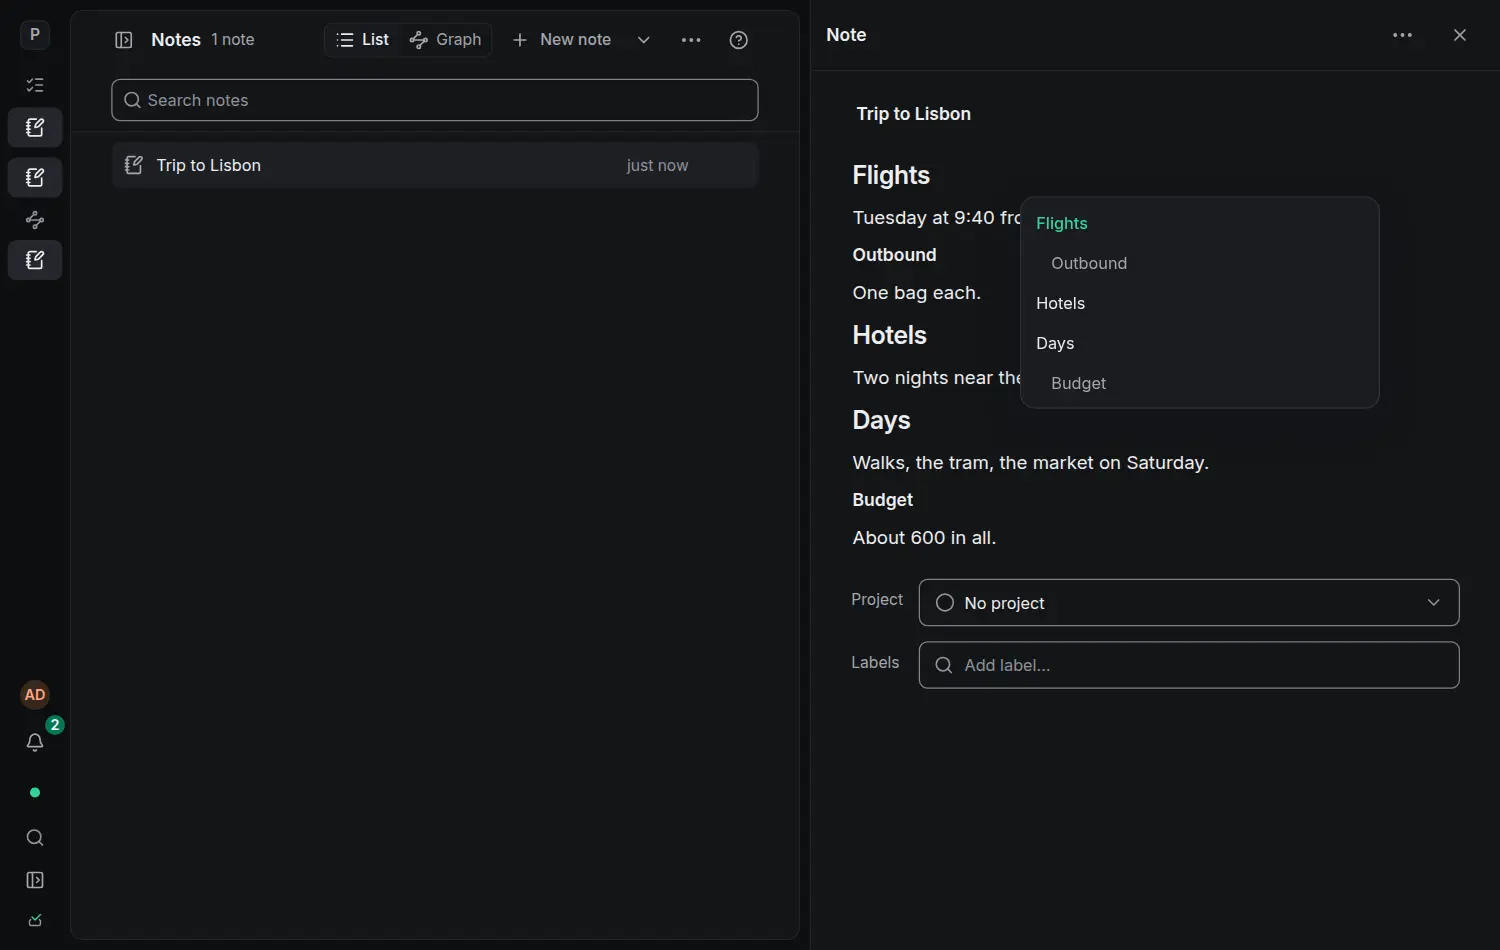 P
Notes 1 note
List
Graph
New note
Search notes
Trip to Lisbon just now
AD
2
Note
Trip to Lisbon
Flights
Tuesday at 9:40
Outbound
One bag each.
Hotels
Two nights near
Days
Walks, the tram, the market on Saturday.
Budget
About 600 in all.
Flights
Outbound
Hotels
Days
Budget
Project No project
Labels Add label...